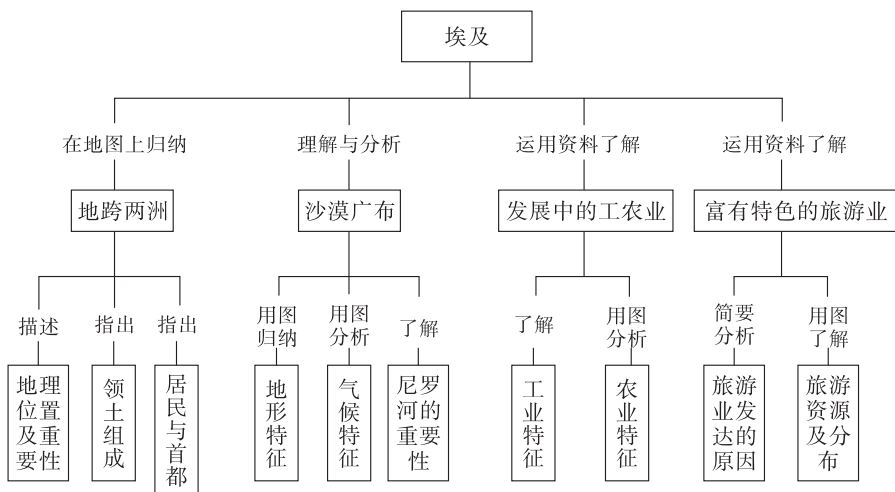 埃及
在地图上归纳
理解与分析
运用资料了解
运用资料了解
地跨两洲
沙漠广布
发展中的工农业
富有特色的旅游业
描述
指出
指出
用图
归纳
用图
分析
了解
了解
用图
分析
简要
分析
用图
了解
地理
位置
及重
要性
领土组成
居民与首都
地形特征
气候特征
尼罗
河的
重要
性
工业特征
农业特征
旅游
业发
达的
原因
旅游
资源
及分
布